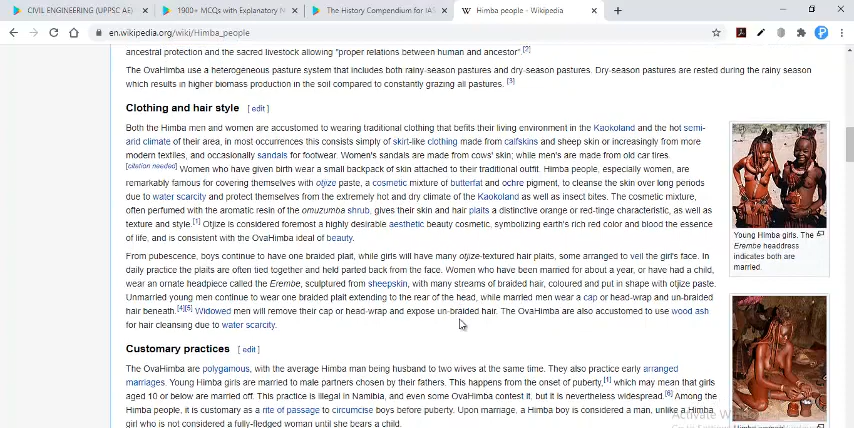 CIVIL ENGINEERING (UPPSC AE)
1900+ MCQs with Explanatory N
The History Compendium for IAS
Himba people - Wikipedia
en.wikipedia.org/wiki/Himba_people
ancestral protection and the sacred livestock allowing "proper relations between human and ancestor" [2]
The OvaHimba use a heterogeneous pasture system that includes both rainy-season pastures and dry-season pastures. Dry-season pastures are rested during the rainy season
which results in higher biomass production in the soil compared to constantly grazing all pastures. [3]
Clothing and hair style [ edit ]
Both the Himba men and women are accustomed to wearing traditional clothing that befits their living environment in the Kaokoland and the hot semi-
arid climate of their area, in most occurrences this consists simply of skirt-like clothing made from calfskins and sheep skin or increasingly from more
modern textiles, and occasionally sandals for footwear. Women's sandals are made from cows' skin; while men's are made from old car tires.
[citation needed] Women who have given birth wear a small backpack of skin attached to their traditional outfit. Himba people, especially women, are
remarkably famous for covering themselves with otjize paste, a cosmetic mixture of butterfat and ochre pigment, to cleanse the skin over long periods
due to water scarcity and protect themselves from the extremely hot and dry climate of the Kaokoland as well as insect bites. The cosmetic mixture,
often perfumed with the aromatic resin of the omuzumba shrub, gives their skin and hair plaits a distinctive orange or red-tinge characteristic, as well as
texture and style.[1] Otjize is considered foremost a highly desirable aesthetic beauty cosmetic, symbolizing earth's rich red color and blood the essence
of life, and is consistent with the OvaHimba ideal of beauty.
From pubescence, boys continue to have one braided plait, while girls will have many otjize-textured hair plaits, some arranged to veil the girl's face. In
daily practice the plaits are often tied together and held parted back from the face. Women who have been married for about a year, or have had a child,
wear an ornate headpiece called the Erembe, sculptured from sheepskin, with many streams of braided hair, coloured and put in shape with otjize paste.
Unmarried young men continue to wear one braided plait extending to the rear of the head, while married men wear a cap or head-wrap and un-braided
hair beneath.[4][5] Widowed men will remove their cap or head-wrap and expose un-braided hair. The OvaHimba are also accustomed to use wood ash
for hair cleansing due to water scarcity.
Young Himba girls. The
Erembe headdress
indicates both are
married.
Customary practices [ edit ]
The OvaHimba are polygamous, with the average Himba man being husband to two wives at the same time. They also practice early arranged
marriages. Young Himba girls are married to male partners chosen by their fathers. This happens from the onset of puberty,[1] which may mean that girls
aged 10 or below are married off. This practice is illegal in Namibia, and even some OvaHimba contest it, but it is nevertheless widespread.[6] Among the
Himba people, it is customary as a rite of passage to circumcise boys before puberty. Upon marriage, a Himba boy is considered a man, unlike a Himba
girl who is not considered a fully-fledged woman until she bears a child.
Activate